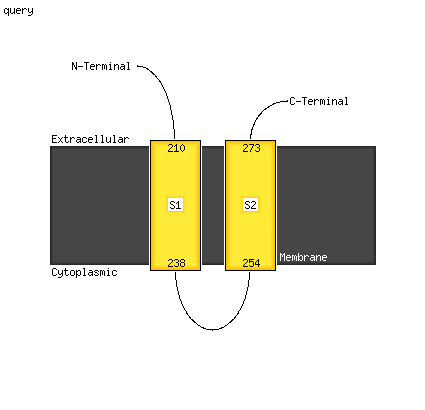 query
N-Terminal
C-Terminal
Extracellular
210
273
S1
S2
238
254
Membrane
Cytoplasmic